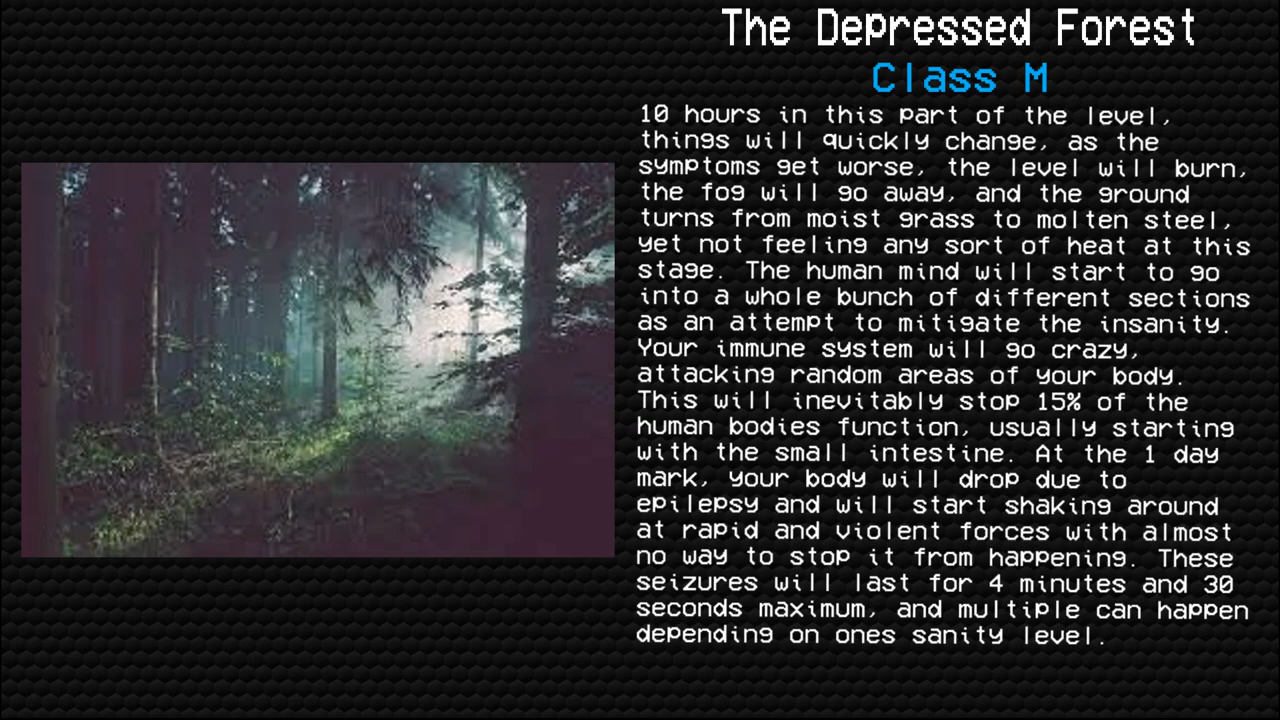 The Depressed Forest
Class M
10 hours in this part of the level,
things will quickly change, as the
symptoms get worse, the level will burn,
the fog will go away, and the ground
turns from moist grass to molten steel,
yet not feeling any sort of heat at this
stage. The human mind will start to go
into a whole bunch of different sections
as an attempt to mitigate the insanity.
Your immune system will go crazy,
attacking random areas of your body.
This will inevitably stop 15% of the
human bodies function, usually starting
with the small intestine. At the 1 day
mark, your body will drop due to
epilepsy and will start shaking around
at rapid and violent forces with almost
no way to stop it from happening. These
seizures will last for 4 minutes and 30
seconds maximum, and multiple can happen
depending on ones sanity level.